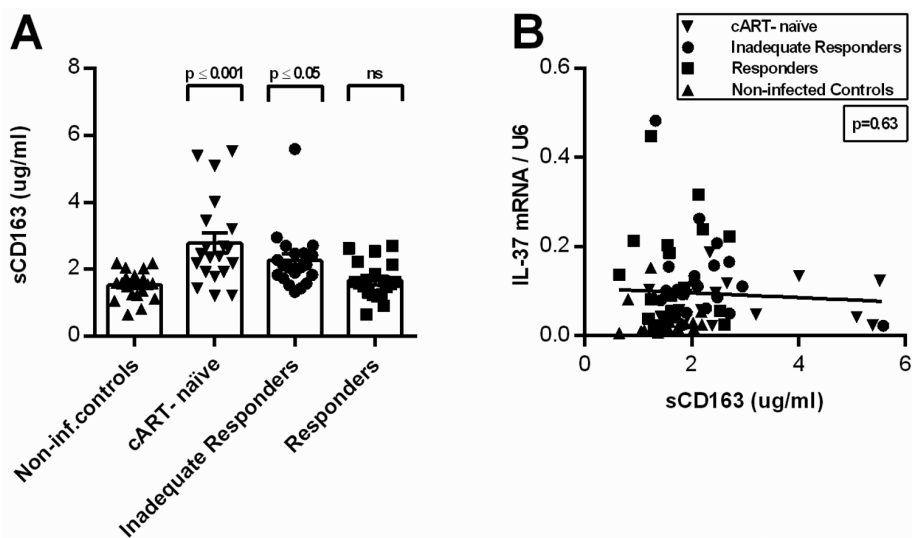 A
sCD163 (ug/ml)
8
6
4
2
0
p ≤ 0.001
p ≤ 0.05
ns
Non-inf.controls
cART- naïve
Inadequate Responders
Responders
B
cART- naïve
Inadequate Responders
Responders
Non-infected Controls
p=0.63
IL-37 mRNA / U6
0.6
0.4
0.2
0.0
0
2
4
6
sCD163 (ug/ml)